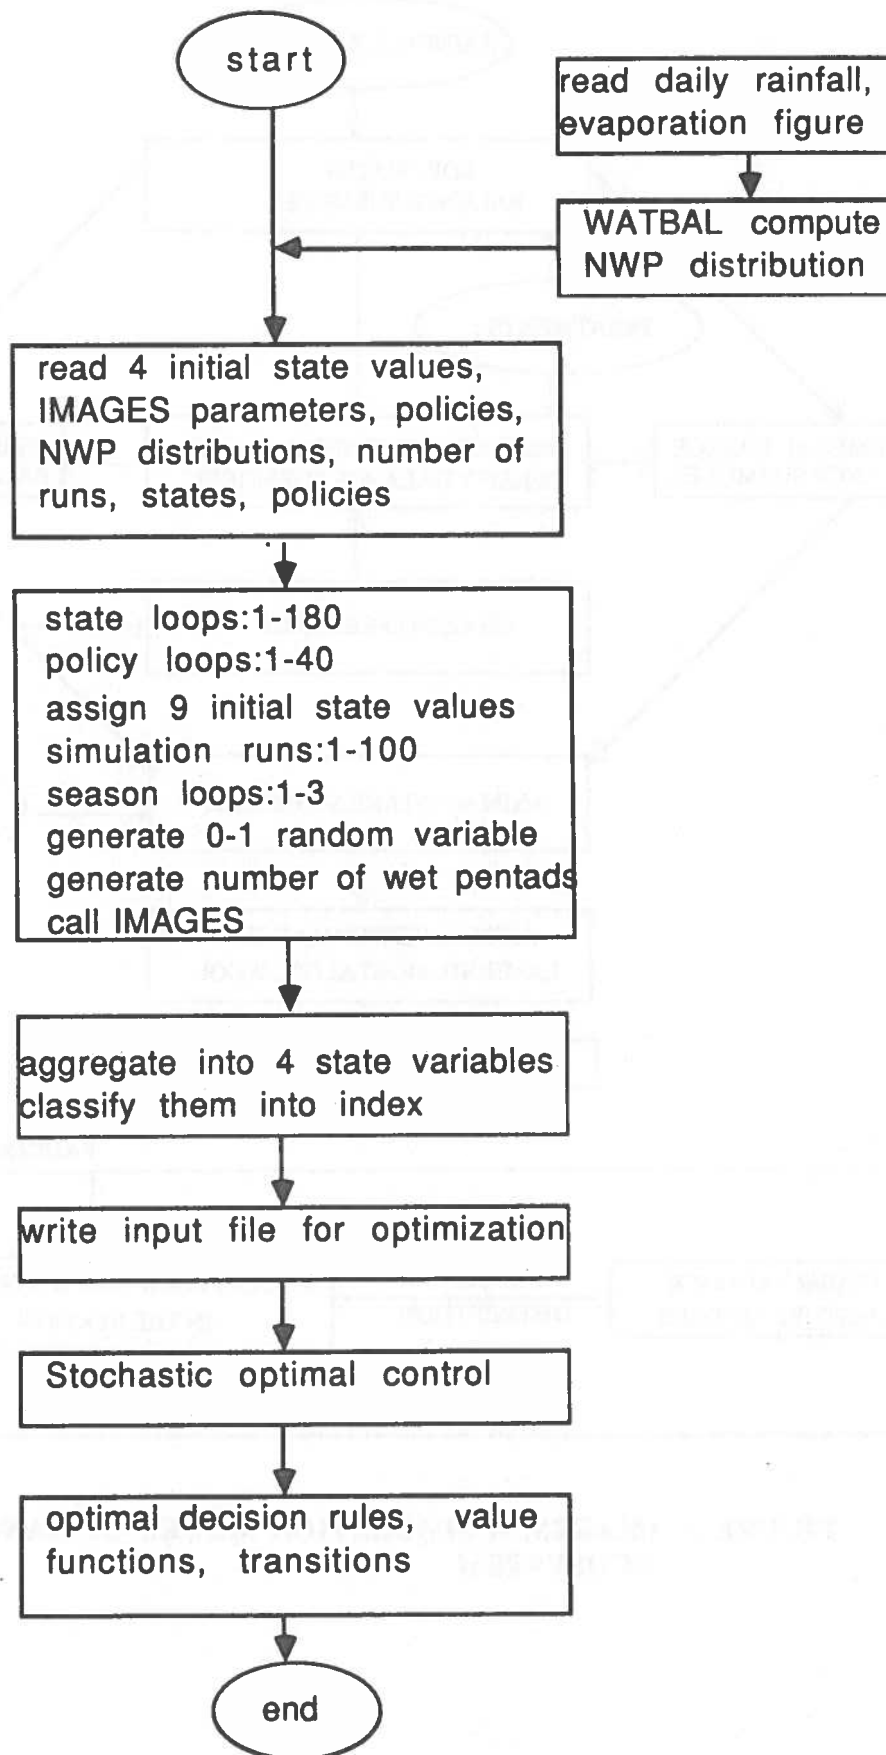 start
read daily rainfall,
evaporation figure
WATBAL compute
NWP distribution
read 4 initial state values,
IMAGES parameters, policies,
NWP distributions, number of
runs, states, policies
state loops:1-180
policy loops:1-40
assign 9 initial state values
simulation runs:1-100
season loops:1-3
generate 0-1 random variable
generate number of wet pentads
call IMAGES
aggregate into 4 state variables
classify them into index
write input file for optimization
Stochastic optimal control
optimal decision rules, value
functions, transitions
end